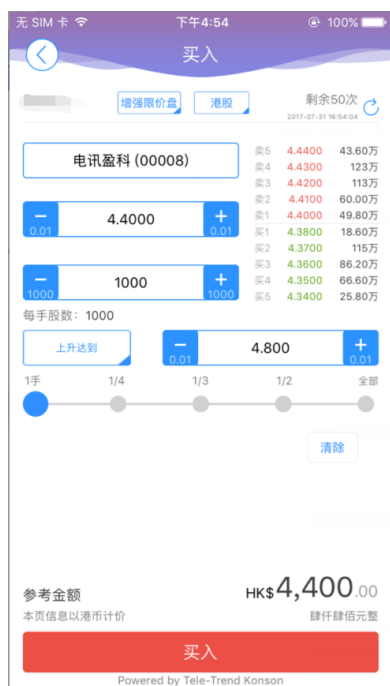 无 SIM 卡 下午4:54 100%
买入
增强限价盘 港股 剩余50次
2017-07-31 16:54:04
电讯盈科 (00008)
卖5 4.4400 43.60万
卖4 4.4300 123万
卖3 4.4200 113万
卖2 4.4100 60.00万
卖1 4.4000 49.80万
买1 4.3800 18.60万
买2 4.3700 115万
买3 4.3600 86.20万
买4 4.3500 66.60万
买5 4.3400 25.80万
− 4.4000 +
0.01 0.01
− 1000 +
1000 1000
每手股数：1000
上升达到 − 4.800 +
0.01 0.01
1手 1/4 1/3 1/2 全部
清除
参考金额 HK$4,400.00
本页信息以港币计价 肆仟肆佰元整
买入
Powered by Tele-Trend Konson